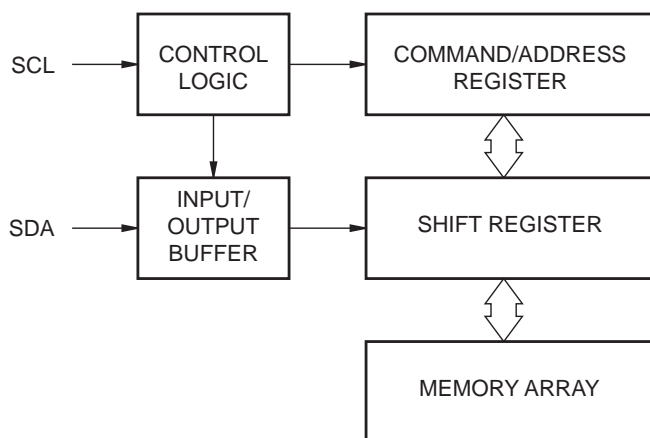 SCL
CONTROL
LOGIC
COMMAND/ADDRESS
REGISTER
SDA
INPUT/
OUTPUT
BUFFER
SHIFT REGISTER
MEMORY ARRAY